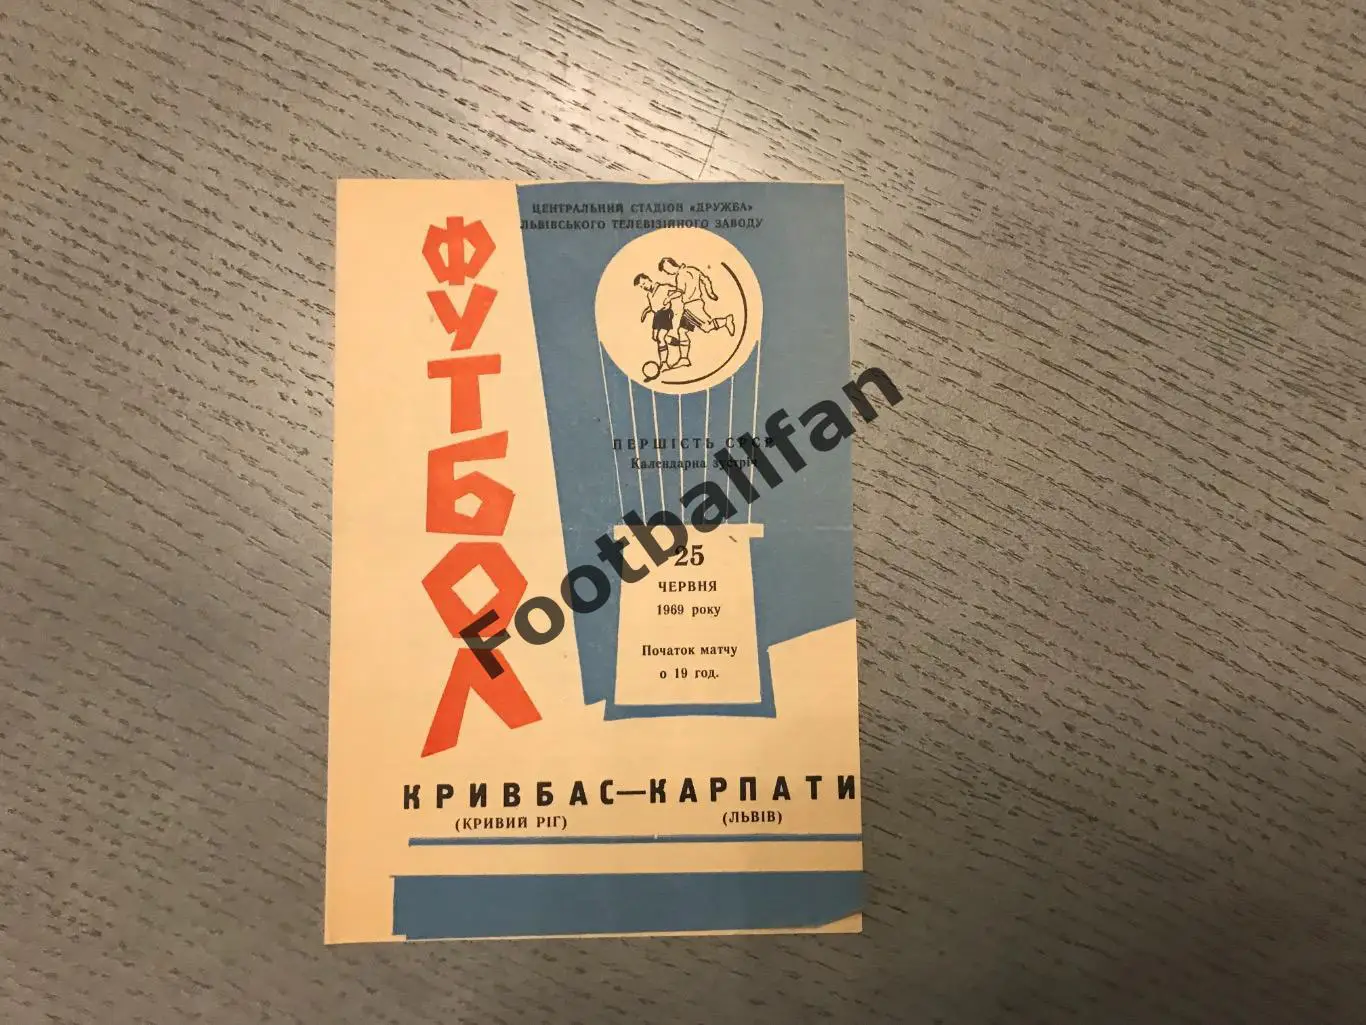 ФУТБОЛ
ЦЕНТРАЛЬНИЙ СТАДІОН «ДРУЖБА»
ЛЬВІВСЬКОГО ТЕЛЕВІЗІЙНОГО ЗАВОДУ
ПЕРШІСТЬ СРСР
Календарна зустріч
25
ЧЕРВНЯ
1969 року
Початок матчу
о 19 год.
КРИВБАС—КАРПАТИ
(КРИВИЙ РІГ) (ЛЬВІВ)
Footballfan